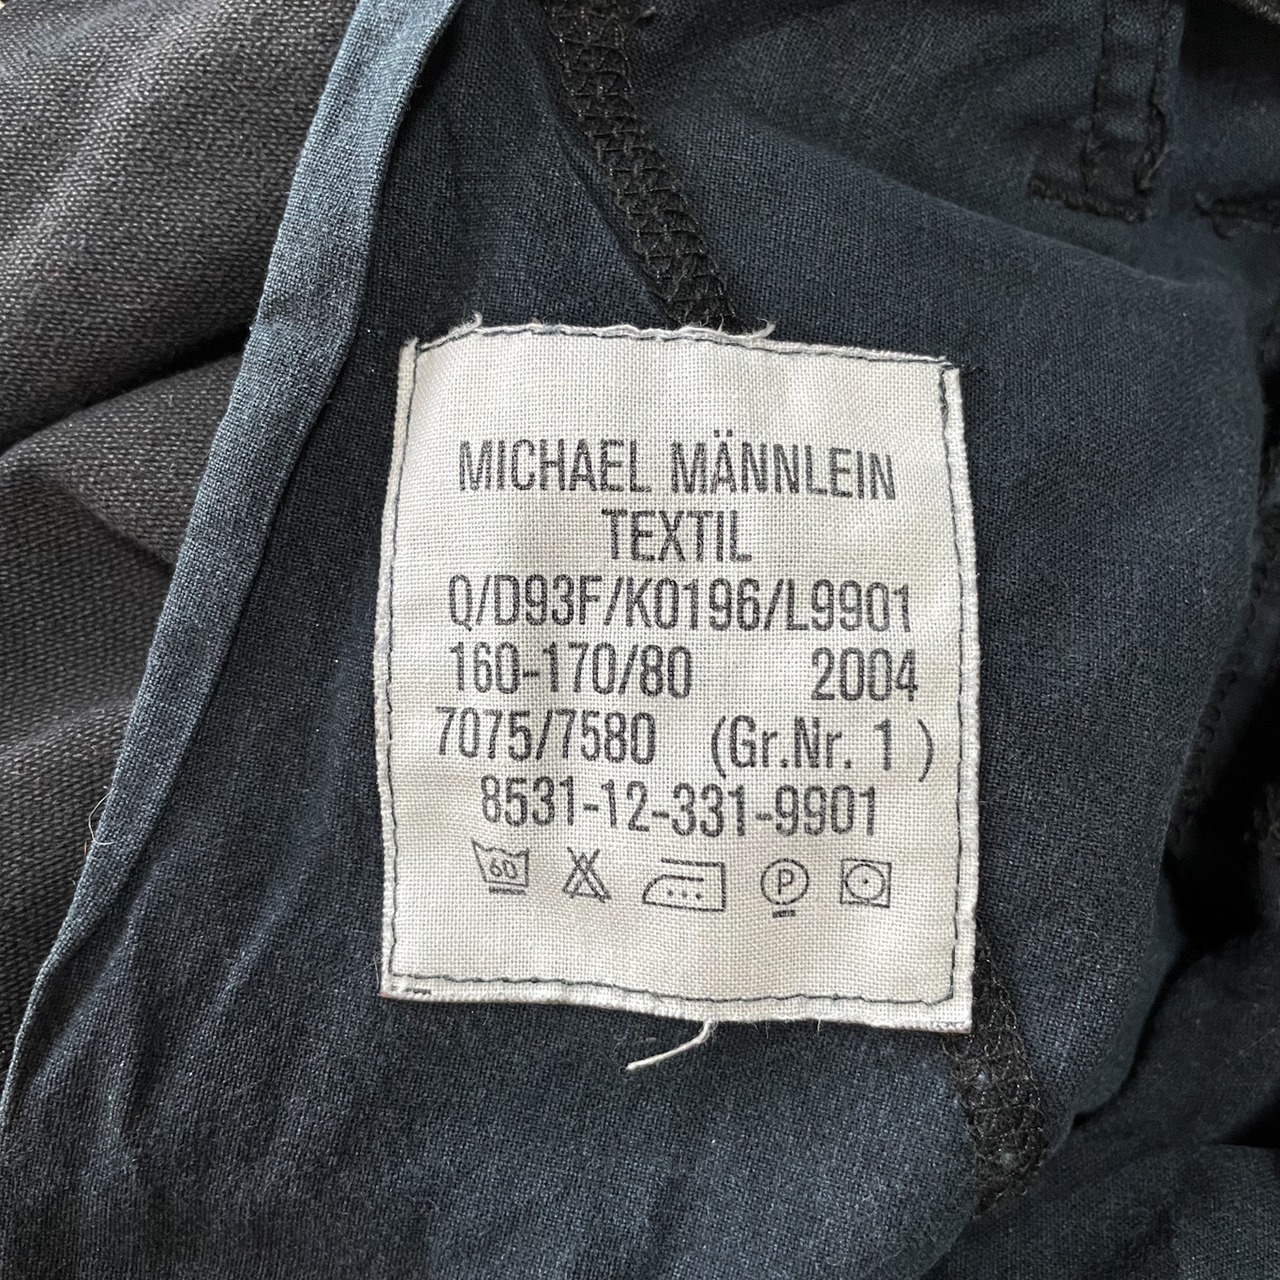 MICHAEL MÄNNLEIN
TEXTIL
Q/D93F/K0196/L9901
160-170/80 2004
7075/7580 (Gr.Nr. 1 )
8531-12-331-9901
60 P